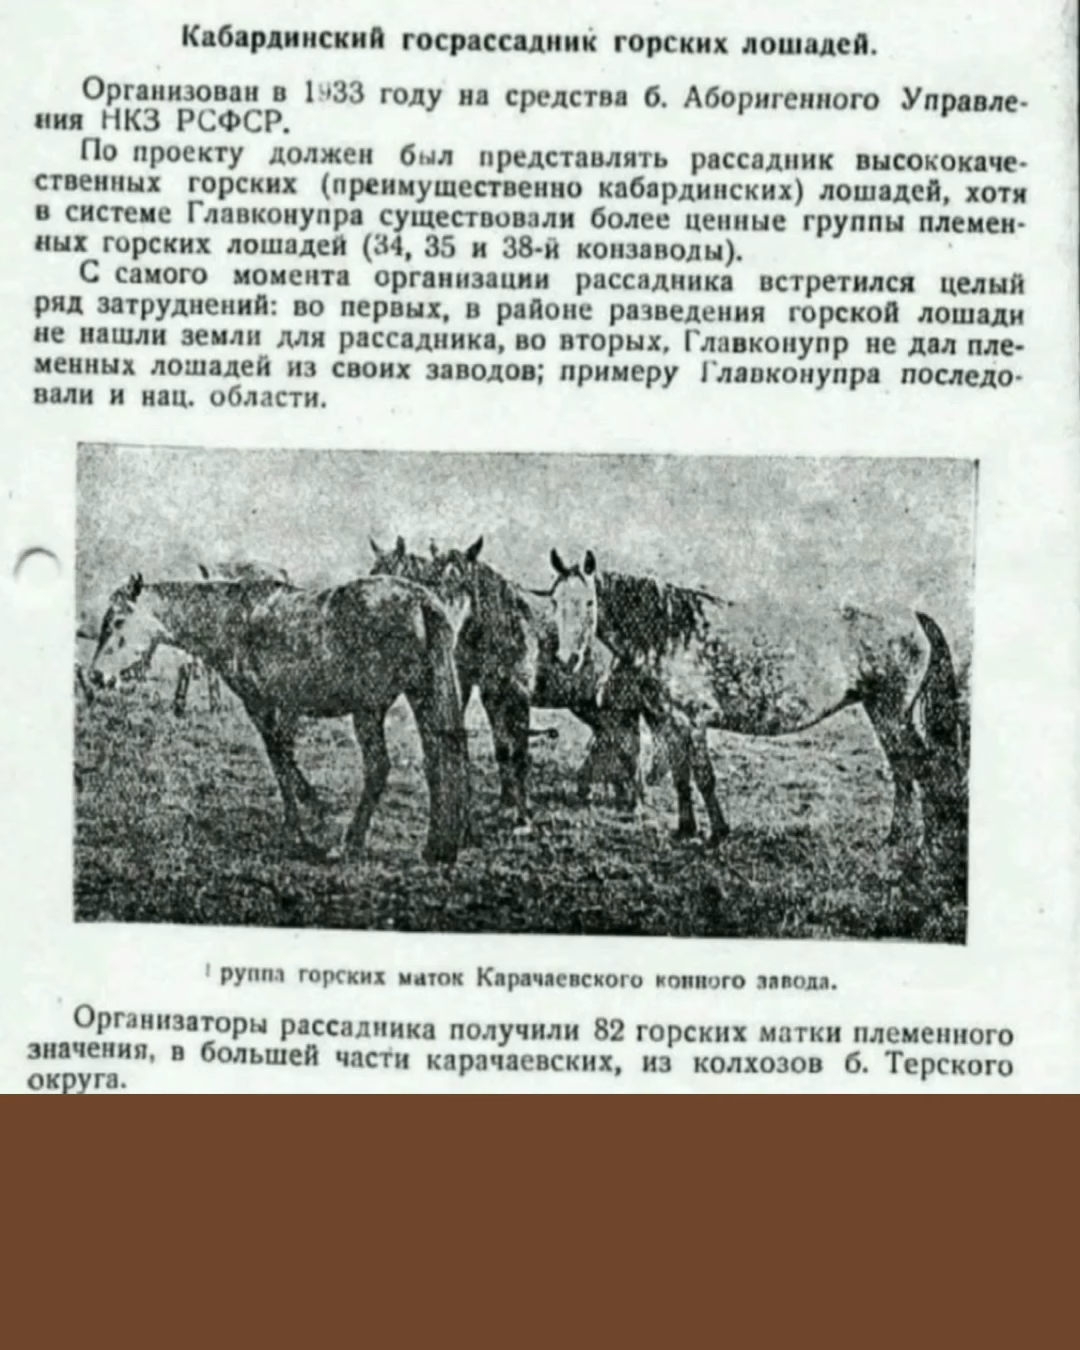 Кабардинский госрассадник горских лошадей.
Организован в 1933 году на средства б. Аборигенного Управле-
ния НКЗ РСФСР.
По проекту должен был представлять рассадник высококаче-
ственных горских (преимущественно кабардинских) лошадей, хотя
в системе Главконупра существовали более ценные группы племен-
ных горских лошадей (34, 35 и 38-й конзаводы).
С самого момента организации рассадника встретился целый
ряд затруднений: во первых, в районе разведения горской лошади
не нашли земли для рассадника, во вторых, Главконупр не дал пле-
менных лошадей из своих заводов; примеру Главконупра последо-
вали и нац. области.
Группа горских маток Карачаевского конного завода.
Организаторы рассадника получили 82 горских матки племенного
значения, в большей части карачаевских, из колхозов б. Терского
округа.